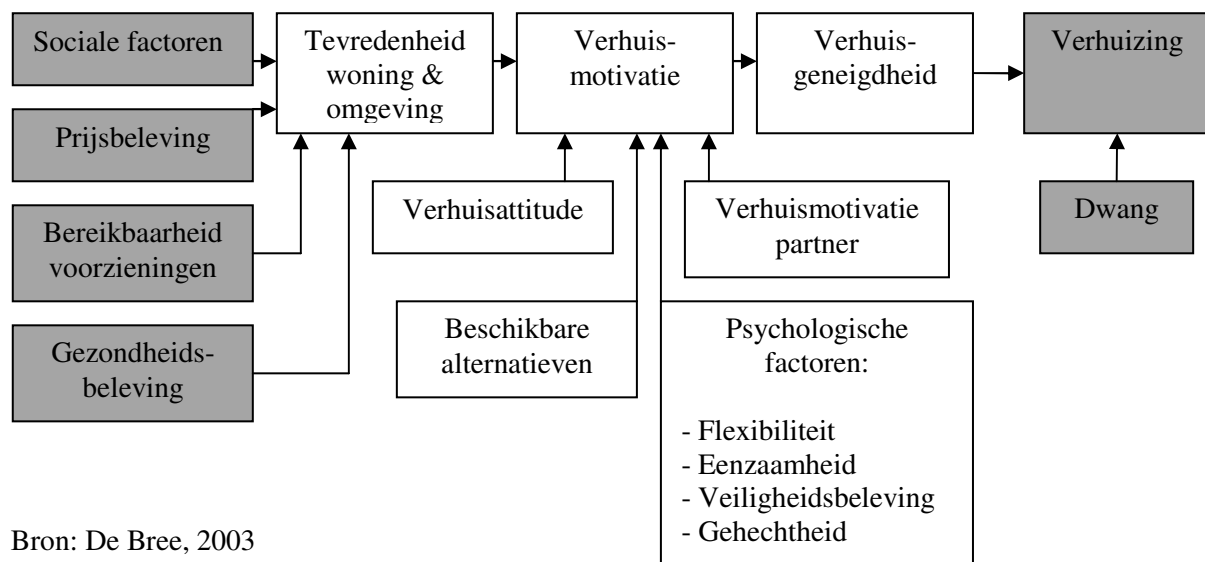 Sociale factoren
Tevredenheid
woning &
omgeving
Verhuis-
motivatie
Verhuis-
geneigdheid
Verhuizing
Prijsbeleving
Bereikbaarheid
voorzieningen
Verhuisattitude
Verhuismotivatie
partner
Dwang
Gezondheids-
beleving
Beschikbare
alternatieven
Psychologische
factoren:
- Flexibiliteit
- Eenzaamheid
- Veiligheidsbeleving
- Gehechtheid
Bron: De Bree, 2003